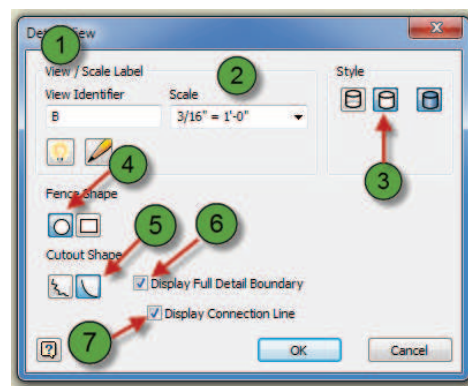 1
View
View / Scale Label
2
Style
View Identifier
Scale
B
3/16" = 1'-0"
3
4
Fence Shape
5
6
Cutout Shape
Display Full Detail Boundary
7
Display Connection Line
?
OK
Cancel